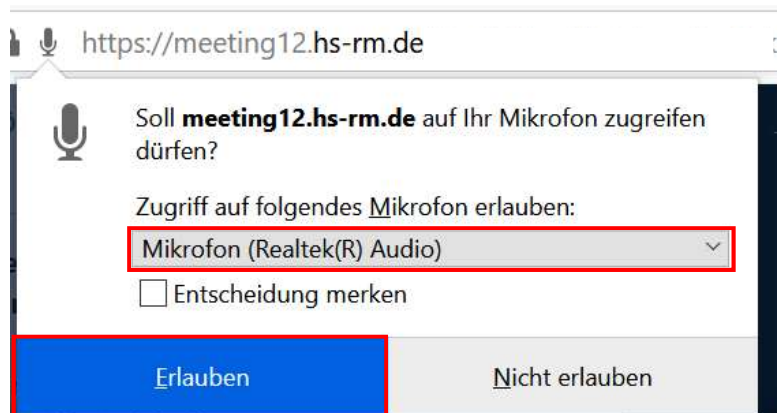 https://meeting12.hs-rm.de
Soll meeting12.hs-rm.de auf Ihr Mikrofon zugreifen
dürfen?
Zugriff auf folgendes Mikrofon erlauben:
Mikrofon (Realtek(R) Audio)
Entscheidung merken
Erlauben
Nicht erlauben